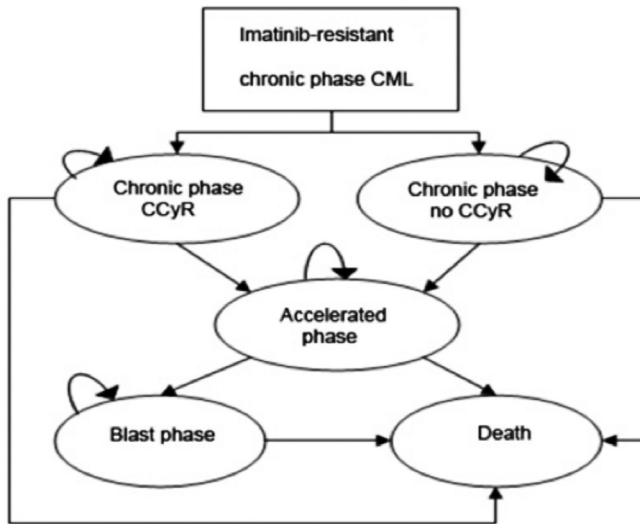 Imatinib-resistant
chronic phase CML
Chronic phase
CCyR
Chronic phase
no CCyR
Accelerated
phase
Blast phase
Death